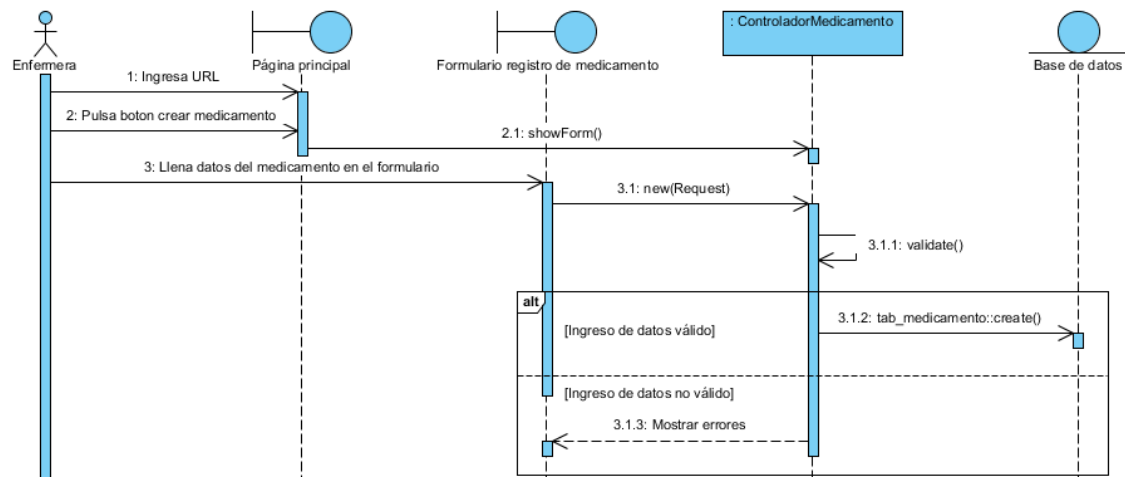 : ControladorMedicamento
Enfermera
Página principal
Formulario registro de medicamento
Base de datos
1: Ingresa URL
2: Pulsa boton crear medicamento
2.1: showForm()
3: Llena datos del medicamento en el formulario
3.1: new(Request)
3.1.1: validate()
alt
3.1.2: tab_medicamento::create()
[Ingreso de datos válido]
[Ingreso de datos no válido]
3.1.3: Mostrar errores